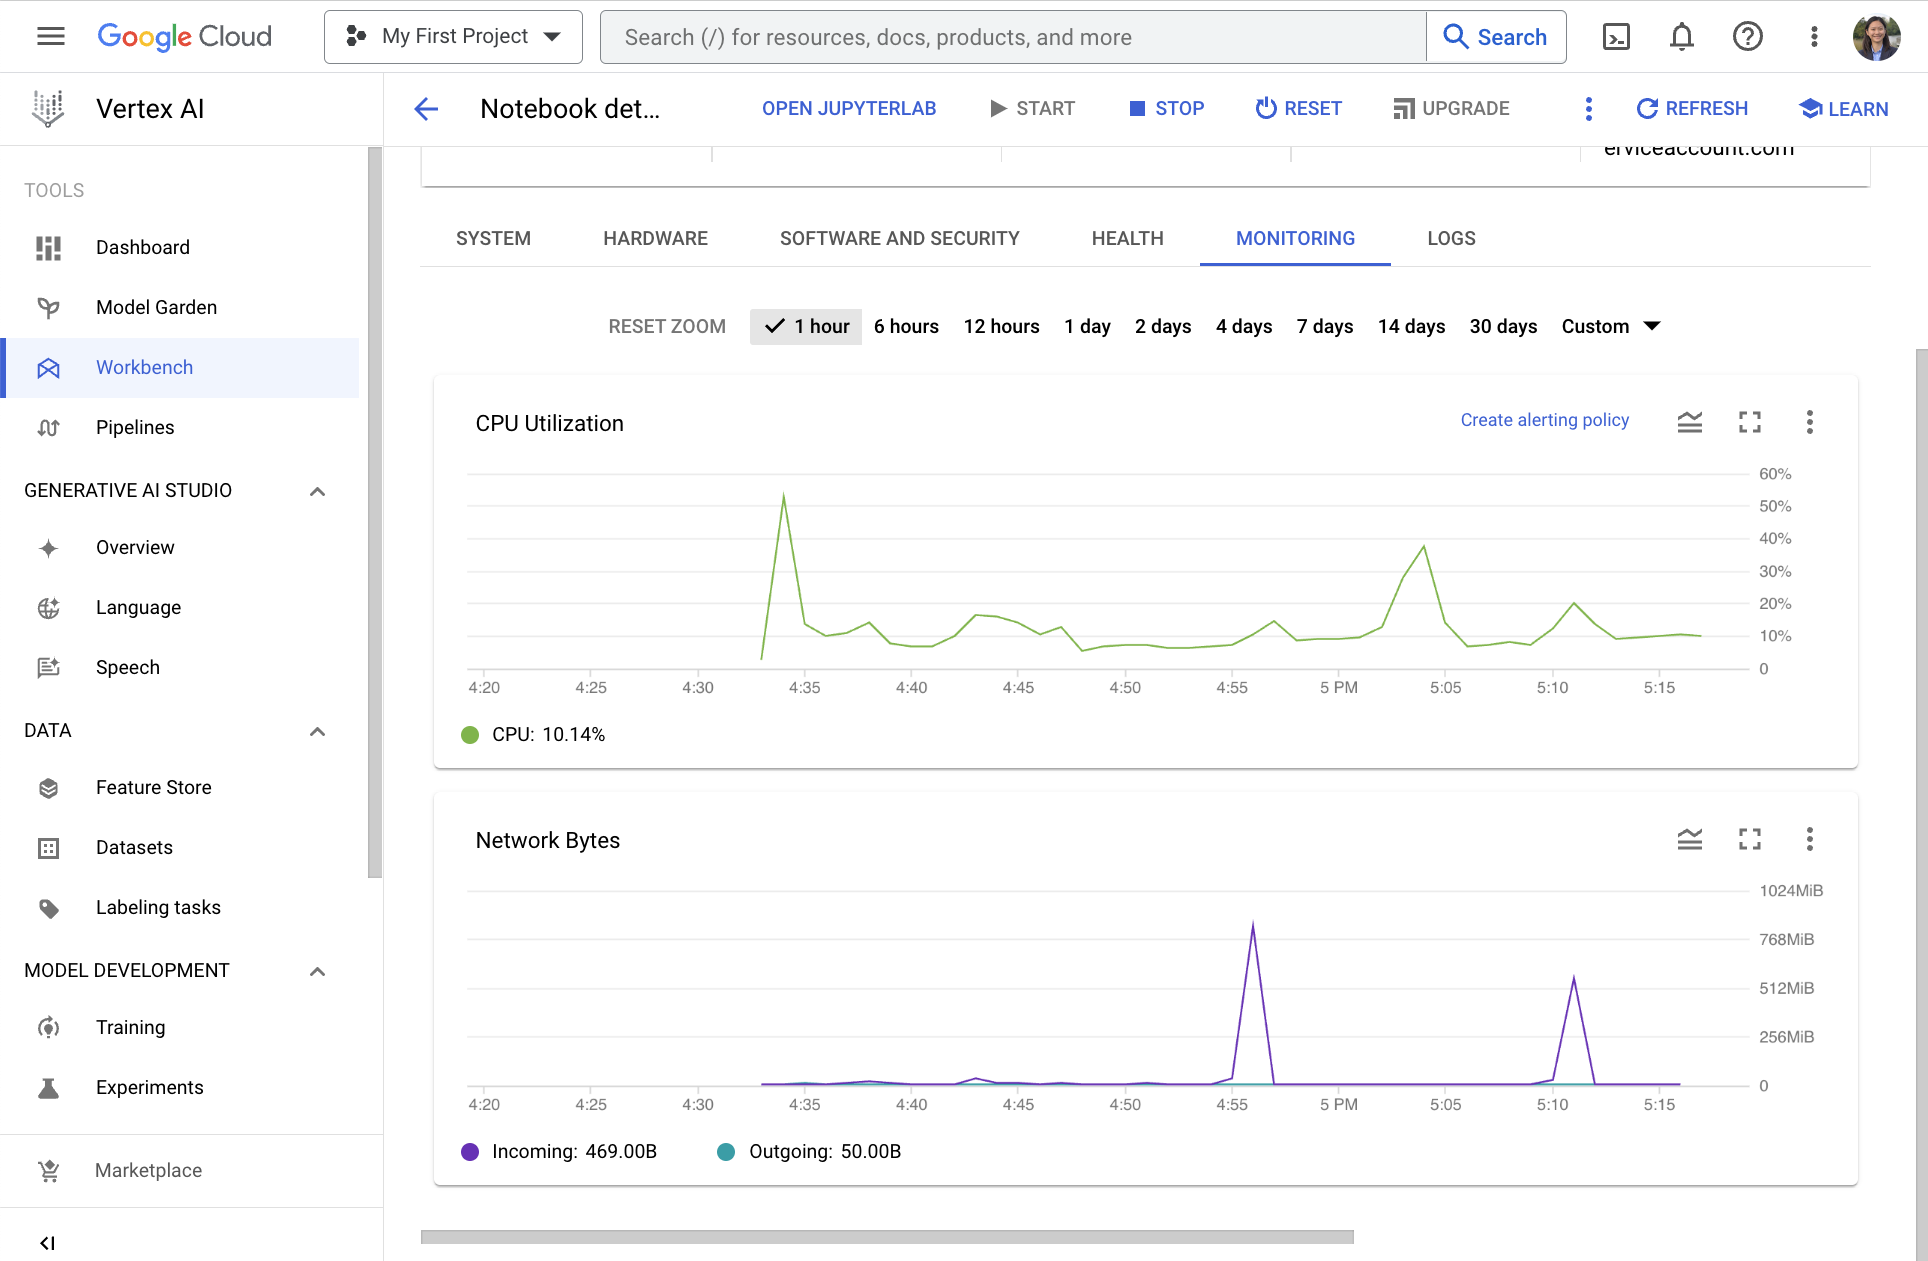 Google Cloud
My First Project
Search (/) for resources, docs, products, and more
Search
Vertex AI
Notebook det...
OPEN JUPYTERLAB
START
STOP
RESET
UPGRADE
REFRESH
LEARN
TOOLS
Dashboard
Model Garden
Workbench
Pipelines
GENERATIVE AI STUDIO
Overview
Language
Speech
DATA
Feature Store
Datasets
Labeling tasks
MODEL DEVELOPMENT
Training
Experiments
Marketplace
erviceaccount.com
SYSTEM HARDWARE SOFTWARE AND SECURITY HEALTH MONITORING LOGS
RESET ZOOM 1 hour 6 hours 12 hours 1 day 2 days 4 days 7 days 14 days 30 days Custom
CPU Utilization
Create alerting policy
60%
50%
40%
30%
20%
10%
0
4:20 4:25 4:30 4:35 4:40 4:45 4:50 4:55 5 PM 5:05 5:10 5:15
CPU: 10.14%
Network Bytes
1024MiB
768MiB
512MiB
256MiB
0
4:20 4:25 4:30 4:35 4:40 4:45 4:50 4:55 5 PM 5:05 5:10 5:15
Incoming: 469.00B Outgoing: 50.00B